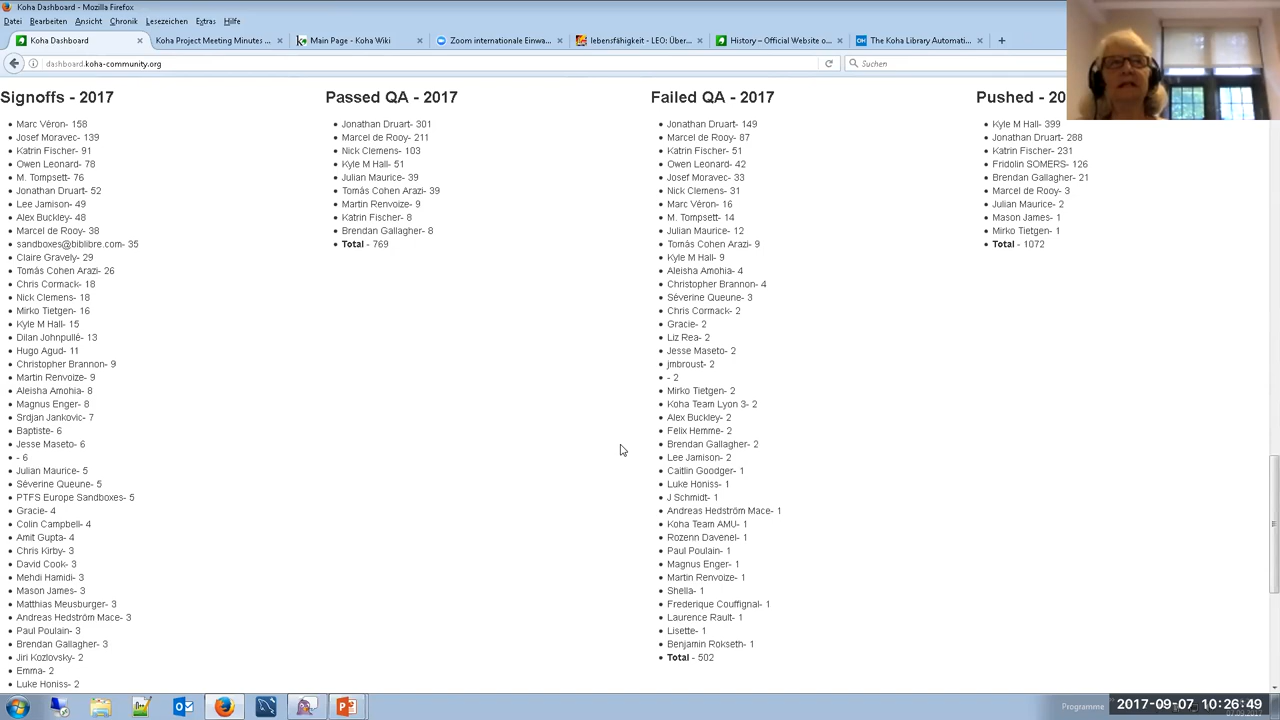 Koha Dashboard - Mozilla Firefox
Datei Bearbeiten Ansicht Chronik Lesezeichen Extras Hilfe
Koha Dashboard
Koha Project Meeting Minutes ...
Main Page - Koha Wiki
Zoom internationale Einwa...
lebensfähigkeit - LEO: Über...
History – Official Website o...
The Koha Library Automati...
dashboard.koha-community.org
Suchen
Signoffs - 2017
Marc Véron- 158
Josef Moravec- 139
Katrin Fischer- 91
Owen Leonard- 78
M. Tompsett- 76
Jonathan Druart- 52
Lee Jamison- 49
Alex Buckley- 48
Marcel de Rooy- 38
sandboxes@biblibre.com- 35
Claire Gravely- 29
Tomás Cohen Arazi- 26
Chris Cormack- 18
Nick Clemens- 18
Mirko Tietgen- 16
Kyle M Hall- 15
Dilan Johnpullé- 13
Hugo Agud- 11
Christopher Brannon- 9
Martin Renvoize- 9
Aleisha Amohia- 8
Magnus Enger- 8
Srdjan Jankovic- 7
Baptiste- 6
Jesse Maseto- 6
- 6
Julian Maurice- 5
Séverine Queune- 5
PTFS Europe Sandboxes- 5
Gracie- 4
Colin Campbell- 4
Amit Gupta- 4
Chris Kirby- 3
David Cook- 3
Mehdi Hamidi- 3
Mason James- 3
Matthias Meusburger- 3
Andreas Hedström Mace- 3
Paul Poulain- 3
Brendan Gallagher- 3
Jiri Kozlovsky- 2
Emma- 2
Luke Honiss- 2
Passed QA - 2017
Jonathan Druart- 301
Marcel de Rooy- 211
Nick Clemens- 103
Kyle M Hall- 51
Julian Maurice- 39
Tomás Cohen Arazi- 39
Martin Renvoize- 9
Katrin Fischer- 8
Brendan Gallagher- 8
Total - 769
Failed QA - 2017
Jonathan Druart- 149
Marcel de Rooy- 87
Katrin Fischer- 51
Owen Leonard- 42
Josef Moravec- 33
Nick Clemens- 31
Marc Véron- 16
M. Tompsett- 14
Julian Maurice- 12
Tomás Cohen Arazi- 9
Kyle M Hall- 9
Aleisha Amohia- 4
Christopher Brannon- 4
Séverine Queune- 3
Chris Cormack- 2
Gracie- 2
Liz Rea- 2
Jesse Maseto- 2
jmbroust- 2
- 2
Mirko Tietgen- 2
Koha Team Lyon 3- 2
Alex Buckley- 2
Felix Hemme- 2
Brendan Gallagher- 2
Lee Jamison- 2
Caitlin Goodger- 1
Luke Honiss- 1
J Schmidt- 1
Andreas Hedström Mace- 1
Koha Team AMU- 1
Rozenn Davenel- 1
Paul Poulain- 1
Magnus Enger- 1
Martin Renvoize- 1
Shella- 1
Frederique Couffignal- 1
Laurence Rault- 1
Lisette- 1
Benjamin Rokseth- 1
Total - 502
Pushed - 20
Kyle M Hall- 399
Jonathan Druart- 288
Katrin Fischer- 231
Fridolin SOMERS- 126
Brendan Gallagher- 21
Marcel de Rooy- 3
Julian Maurice- 2
Mason James- 1
Mirko Tietgen- 1
Total - 1072
Programme
2017-09-07 10:26:49